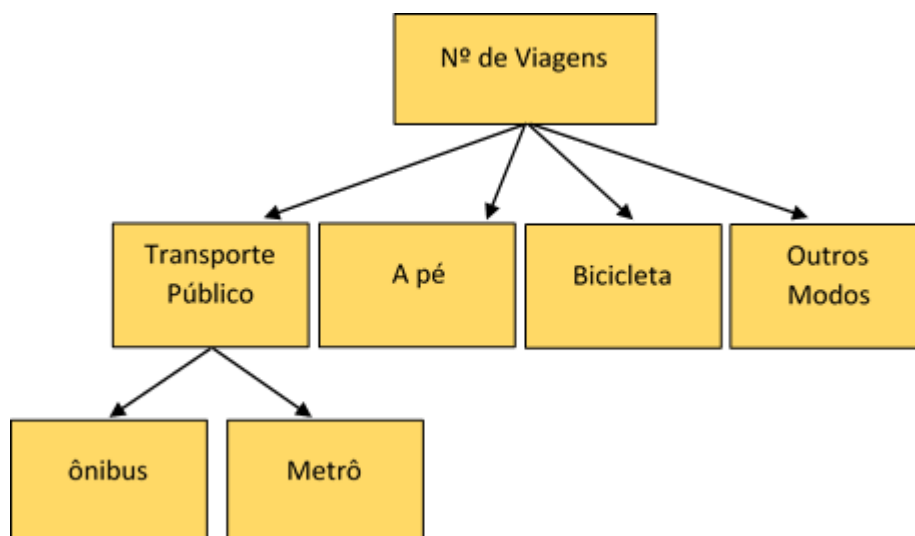 Nº de Viagens
Transporte
Público
A pé
Bicicleta
Outros
Modos
ônibus
Metrô